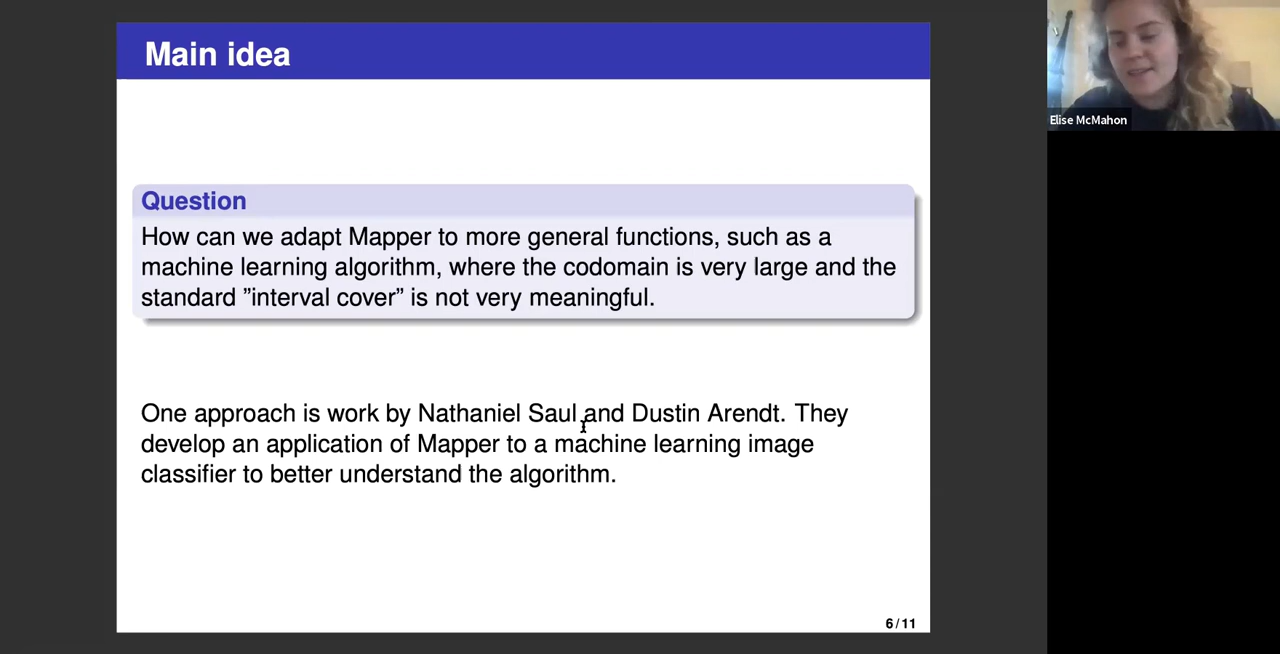 Main idea
Question
How can we adapt Mapper to more general functions, such as a
machine learning algorithm, where the codomain is very large and the
standard ”interval cover” is not very meaningful.
One approach is work by Nathaniel Saul and Dustin Arendt. They
develop an application of Mapper to a machine learning image
classifier to better understand the algorithm.
6 / 11
Elise McMahon